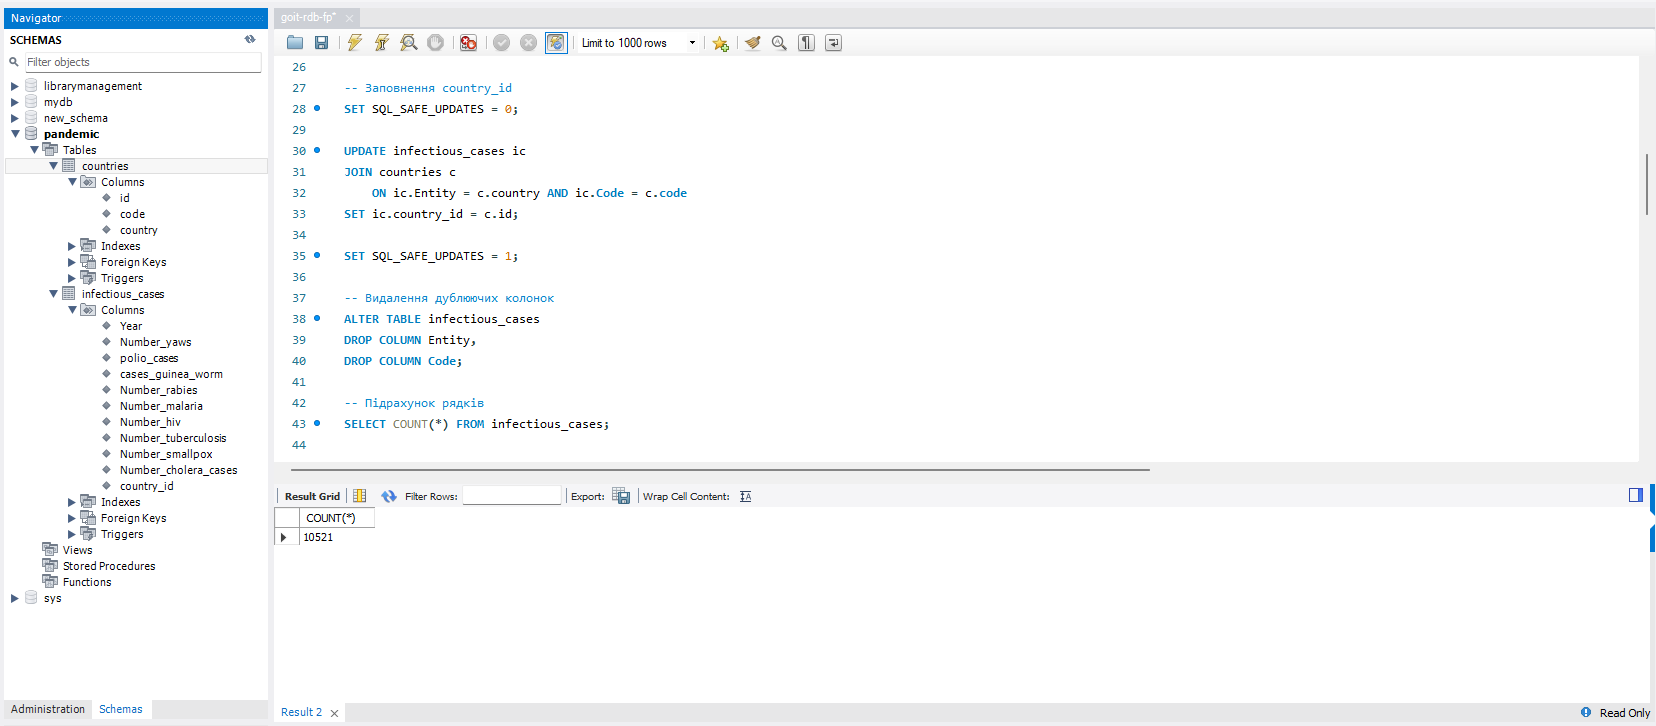 Navigator
SCHEMAS
Filter objects
librarymanagement
mydb
new_schema
pandemic
Tables
countries
Columns
id
code
country
Indexes
Foreign Keys
Triggers
infectious_cases
Columns
Year
Number_yaws
polio_cases
cases_guinea_worm
Number_rabies
Number_malaria
Number_hiv
Number_tuberculosis
Number_smallpox
Number_cholera_cases
country_id
Indexes
Foreign Keys
Triggers
Views
Stored Procedures
Functions
sys
Administration Schemas
goit-rdb-fp*
Limit to 1000 rows
26
27 -- Заповнення country_id
28 SET SQL_SAFE_UPDATES = 0;
29
30 UPDATE infectious_cases ic
31 JOIN countries c
32 ON ic.Entity = c.country AND ic.Code = c.code
33 SET ic.country_id = c.id;
34
35 SET SQL_SAFE_UPDATES = 1;
36
37 -- Видалення дублюючих колонок
38 ALTER TABLE infectious_cases
39 DROP COLUMN Entity,
40 DROP COLUMN Code;
41
42 -- Підрахунок рядків
43 SELECT COUNT(*) FROM infectious_cases;
44
Result Grid Filter Rows: Export: Wrap Cell Content:
COUNT(*)
10521
Result 2
Read Only